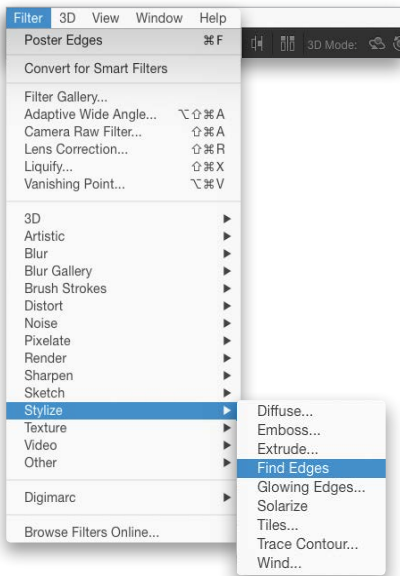 Filter 3D View Window Help
Poster Edges ⌘F
3D Mode:
Convert for Smart Filters
Filter Gallery...
Adaptive Wide Angle... ⌥⇧⌘A
Camera Raw Filter... ⇧⌘A
Lens Correction... ⇧⌘R
Liquify... ⇧⌘X
Vanishing Point... ⌥⌘V
3D
Artistic
Blur
Blur Gallery
Brush Strokes
Distort
Noise
Pixelate
Render
Sharpen
Sketch
Stylize
Texture
Video
Other
Digimarc
Browse Filters Online...
Diffuse...
Emboss...
Extrude...
Find Edges
Glowing Edges...
Solarize
Tiles...
Trace Contour...
Wind...